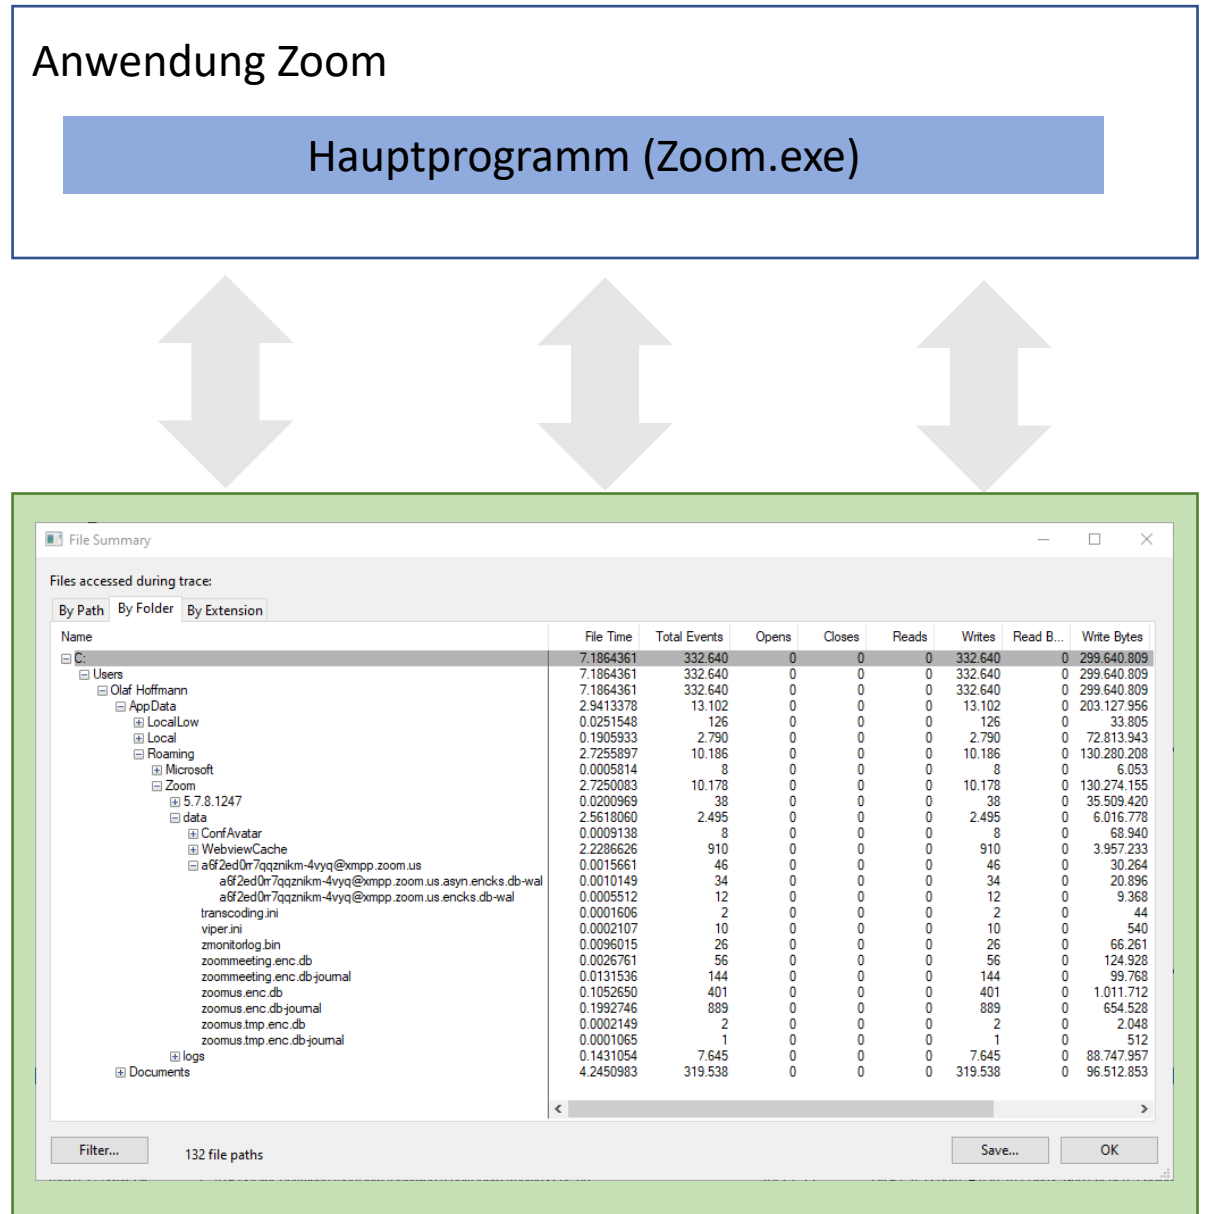 Anwendung Zoom
Hauptprogramm (Zoom.exe)
File Summary
Files accessed during trace:
By Path By Folder By Extension
Name File Time Total Events Opens Closes Reads Writes Read B... Write Bytes
C: 7.1864361 332.640 0 0 0 332.640 0 299.640.809
Users 7.1864361 332.640 0 0 0 332.640 0 299.640.809
Olaf Hoffmann 7.1864361 332.640 0 0 0 332.640 0 299.640.809
AppData 2.9413378 13.102 0 0 0 13.102 0 203.127.956
LocalLow 0.0251548 126 0 0 0 126 0 33.805
Local 0.1905933 2.790 0 0 0 2.790 0 72.813.943
Roaming 2.7255897 10.186 0 0 0 10.186 0 130.280.208
Microsoft 0.0005814 8 0 0 0 8 0 6.053
Zoom 2.7250083 10.178 0 0 0 10.178 0 130.274.155
5.7.8.1247 0.0200969 38 0 0 0 38 0 35.509.420
data 2.5618060 2.495 0 0 0 2.495 0 6.016.778
ConfAvatar 0.0009138 8 0 0 0 8 0 68.940
WebviewCache 2.2286626 910 0 0 0 910 0 3.957.233
a6f2ed0rr7qqznikm-4vyq@xmpp.zoom.us 0.0015661 46 0 0 0 46 0 30.264
a6f2ed0rr7qqznikm-4vyq@xmpp.zoom.us.asyn.encks.db-wal 0.0010149 34 0 0 0 34 0 20.896
a6f2ed0rr7qqznikm-4vyq@xmpp.zoom.us.encks.db-wal 0.0005512 12 0 0 0 12 0 9.368
transcoding.ini 0.0001606 2 0 0 0 2 0 44
viper.ini 0.0002107 10 0 0 0 10 0 540
zmonitorlog.bin 0.0096015 26 0 0 0 26 0 66.261
zoommeeting.enc.db 0.0026761 56 0 0 0 56 0 124.928
zoommeeting.enc.db-journal 0.0131536 144 0 0 0 144 0 99.768
zoomus.enc.db 0.1052650 401 0 0 0 401 0 1.011.712
zoomus.enc.db-journal 0.1992746 889 0 0 0 889 0 654.528
zoomus.tmp.enc.db 0.0002149 2 0 0 0 2 0 2.048
zoomus.tmp.enc.db-journal 0.0001065 1 0 0 0 1 0 512
logs 0.1431054 7.645 0 0 0 7.645 0 88.747.957
Documents 4.2450983 319.538 0 0 0 319.538 0 96.512.853
Filter... 132 file paths Save... OK